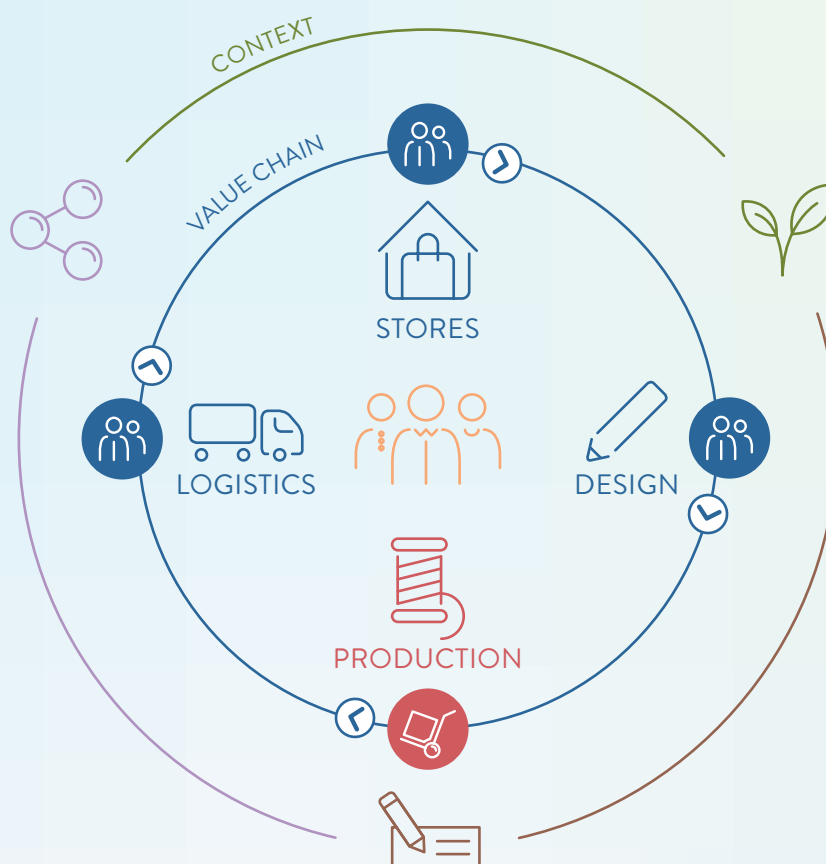 CONTEXT
VALUE CHAIN
STORES
LOGISTICS
DESIGN
PRODUCTION